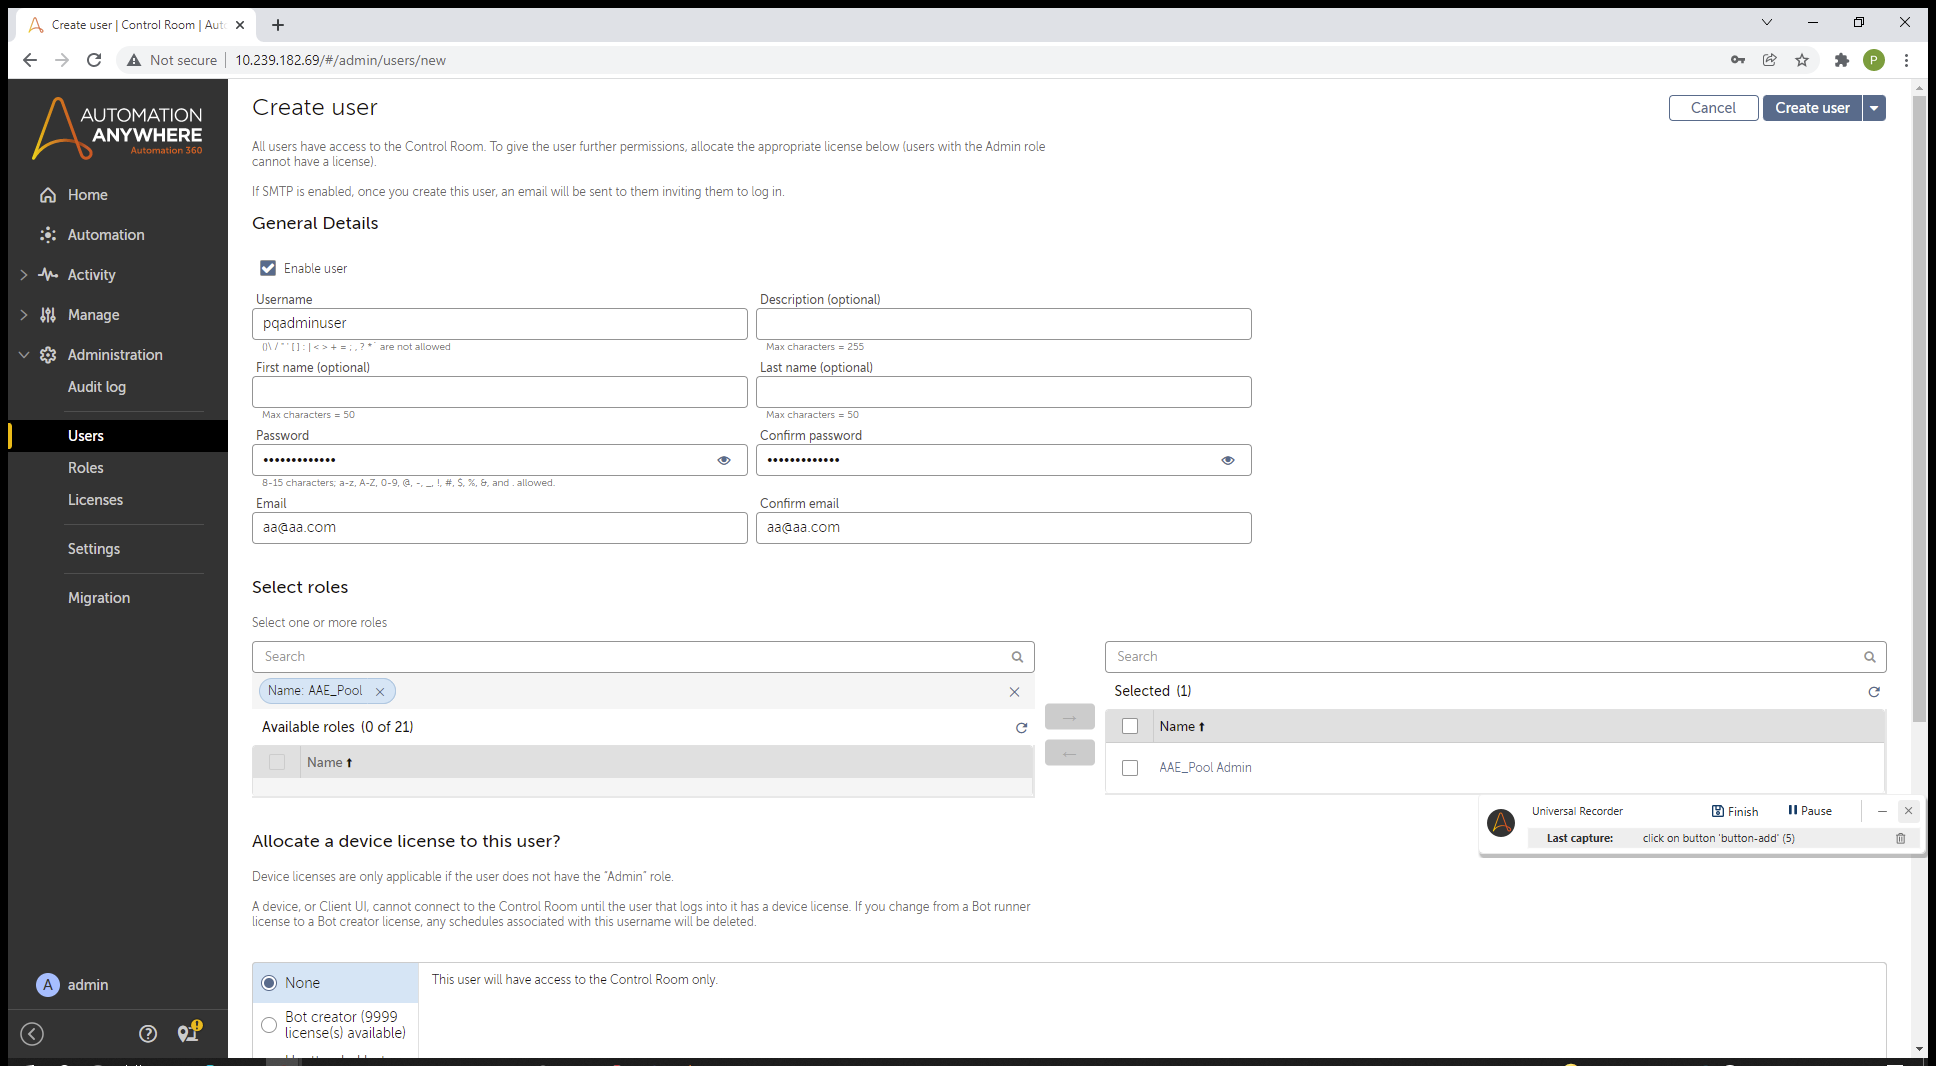 Create user | Control Room | Auto
Not secure
10.239.182.69/#/admin/users/new
P
AUTOMATION
ANYWHERE
Automation 360
Home
Automation
Activity
Manage
Administration
Audit log
Users
Roles
Licenses
Settings
Migration
A admin
Create user
Cancel
Create user
All users have access to the Control Room. To give the user further permissions, allocate the appropriate license below (users with the Admin role
cannot have a license).
If SMTP is enabled, once you create this user, an email will be sent to them inviting them to log in.
General Details
Enable user
Username
Description (optional)
pqadminuser
()\ / " ' [ ] : | < > + = ; , ? * ` are not allowed
Max characters = 255
First name (optional)
Last name (optional)
Max characters = 50
Max characters = 50
Password
Confirm password
•••••••••••••
•••••••••••••
8-15 characters; a-z, A-Z, 0-9, @, -, _, !, #, $, %, &, and . allowed.
Email
Confirm email
aa@aa.com
aa@aa.com
Select roles
Select one or more roles
Search
Search
Name: AAE_Pool
Selected (1)
Available roles (0 of 21)
Name
Name
AAE_Pool Admin
Universal Recorder
Finish
Pause
Last capture:
click on button 'button-add' (5)
Allocate a device license to this user?
Device licenses are only applicable if the user does not have the "Admin" role.
A device, or Client UI, cannot connect to the Control Room until the user that logs into it has a device license. If you change from a Bot runner
license to a Bot creator license, any schedules associated with this username will be deleted.
None
This user will have access to the Control Room only.
Bot creator (9999
license(s) available)